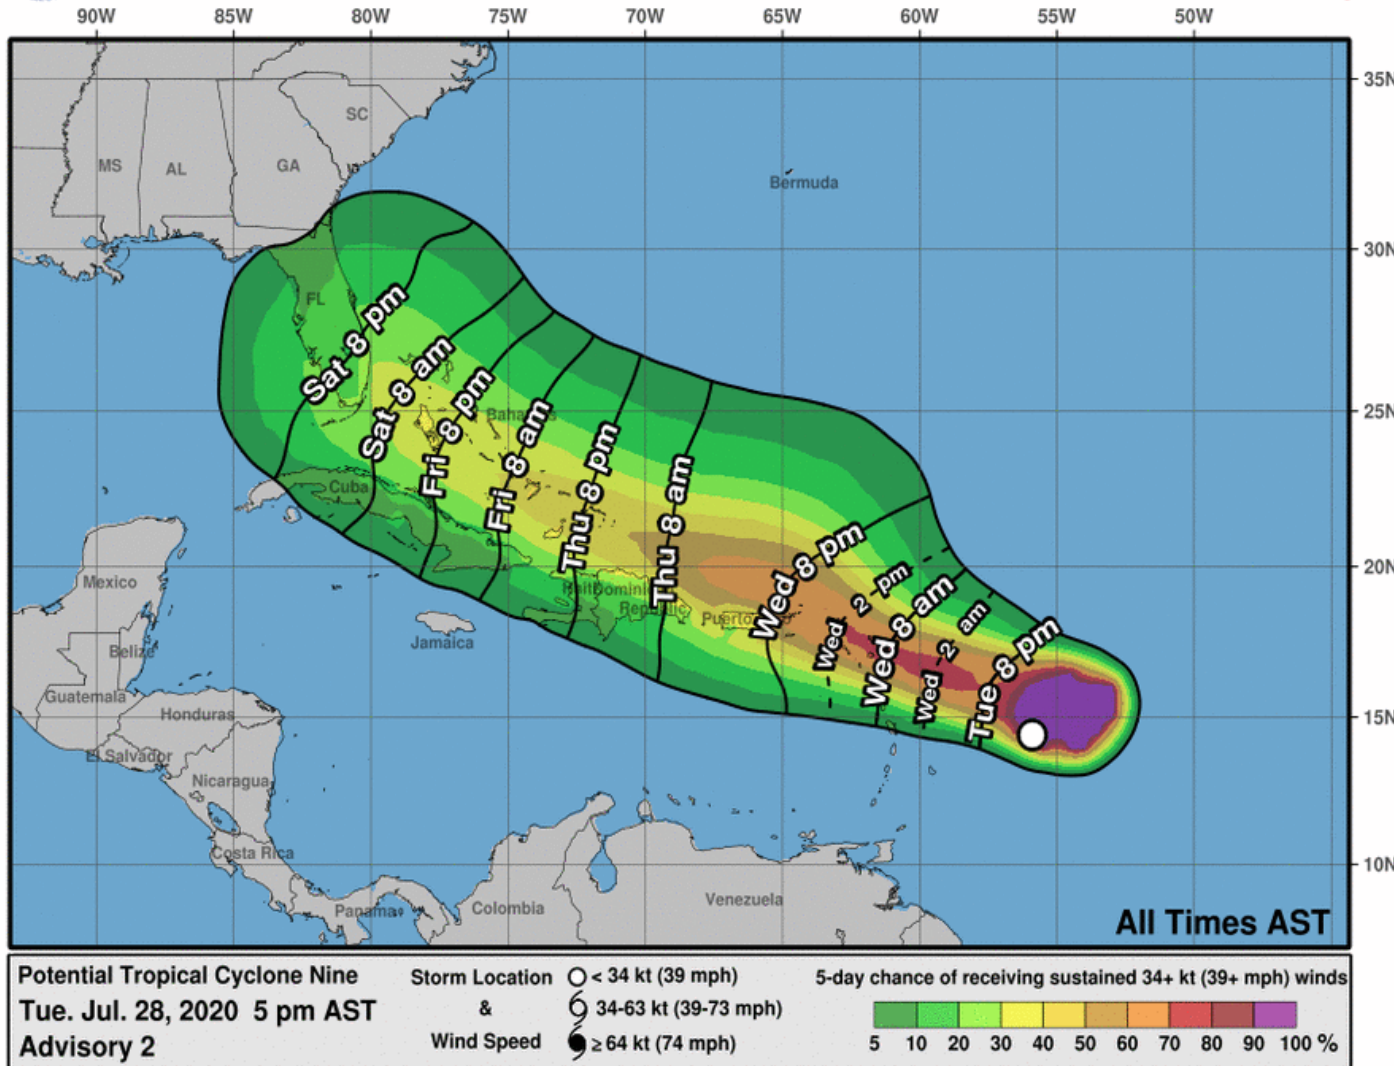 90W 85W 80W 75W 70W 65W 60W 55W 50W
35N
SC
MS AL GA
Bermuda
30N
FL
Sat 8 pm
Sat 8 am
Fri 8 pm
Fri 8 am
Thu 8 pm
Thu 8 am
Wed 8 pm
Wed 2 pm
Wed 8 am
Wed 2 am
Tue 8 pm
25N
Cuba
20N
Mexico
Dominic
Republic
Puerto
Jamaica
Belize
Guatemala
Honduras
15N
El Salvador
Nicaragua
Costa Rica
10N
Panama
Colombia
Venezuela
All Times AST
Potential Tropical Cyclone Nine
Tue. Jul. 28, 2020 5 pm AST
Advisory 2
Storm Location
&
Wind Speed
< 34 kt (39 mph)
34-63 kt (39-73 mph)
≥ 64 kt (74 mph)
5-day chance of receiving sustained 34+ kt (39+ mph) winds
5 10 20 30 40 50 60 70 80 90 100 %